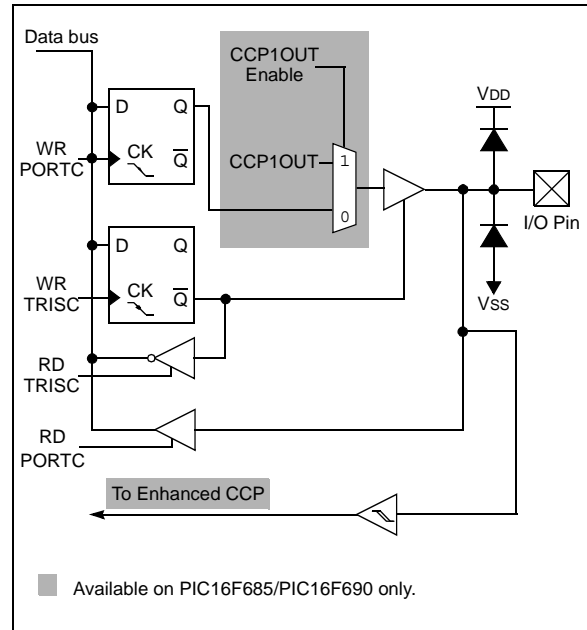 Data bus
CCP1OUT
Enable
VDD
D Q
WR
PORTC
CK
Q
CCP1OUT
1
0
I/O Pin
D Q
WR
TRISC
CK
Q
VSS
RD
TRISC
RD
PORTC
To Enhanced CCP
Available on PIC16F685/PIC16F690 only.